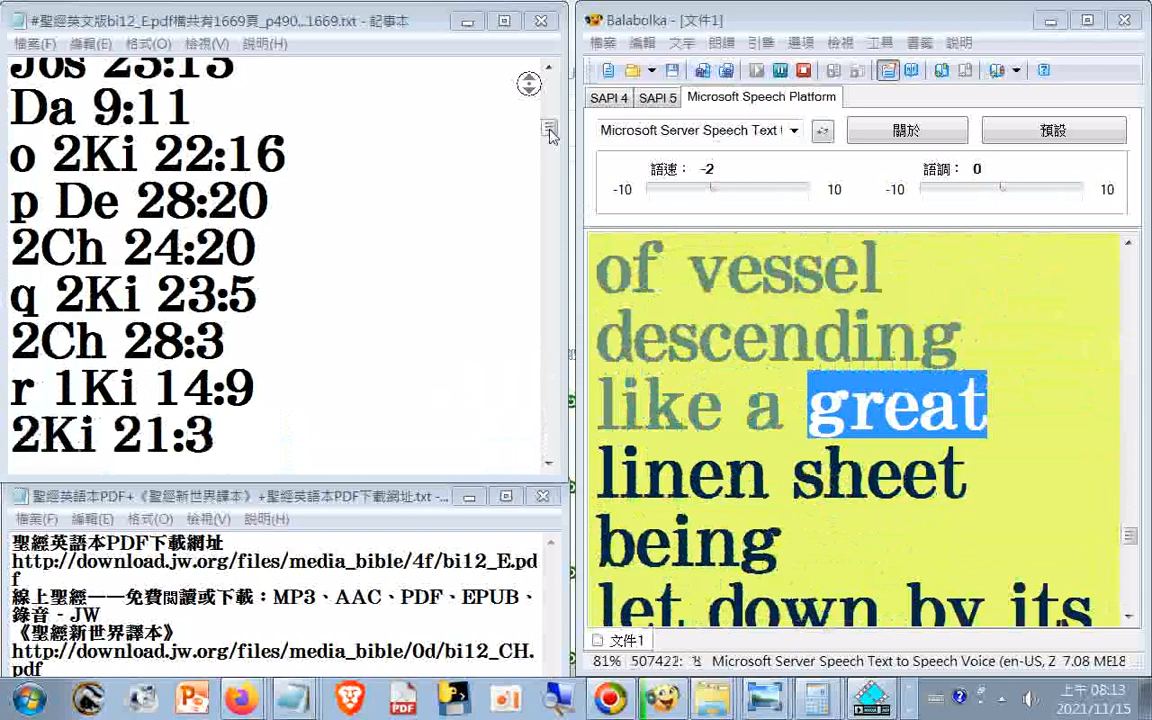 #聖經英文版bi12_E.pdf檔共有1669頁_p490,..1669.txt - 記事本
檔案(F) 編輯(E) 格式(O) 檢視(V) 說明(H)
Jos 23:13
Da 9:11
o 2Ki 22:16
p De 28:20
2Ch 24:20
q 2Ki 23:5
2Ch 28:3
r 1Ki 14:9
2Ki 21:3
聖經英語本PDF+《聖經新世界譯本》+聖經英語本PDF下載網址.txt - ...
檔案(F) 編輯(E) 格式(O) 檢視(V) 說明(H)
聖經英語本PDF下載網址
http://download.jw.org/files/media_bible/4f/bi12_E.pd
f
線上聖經——免費閱讀或下載：MP3、AAC、PDF、EPUB、
錄音 - JW
《聖經新世界譯本》
http://download.jw.org/files/media_bible/0d/bi12_CH.
pdf
Balabolka - [文件1]
檔案 編輯 文字 朗讀 引擎 選項 檢視 工具 書籤 說明
SAPI 4 SAPI 5 Microsoft Speech Platform
Microsoft Server Speech Text 關於 預設
語速： -2 語調： 0
-10 10 -10 10
of vessel
descending
like a great
linen sheet
being
let down by its
文件1
81% 507422: Microsoft Server Speech Text to Speech Voice (en-US, Z 7.08 ME18
PDF
上午 08:13
2021/11/15